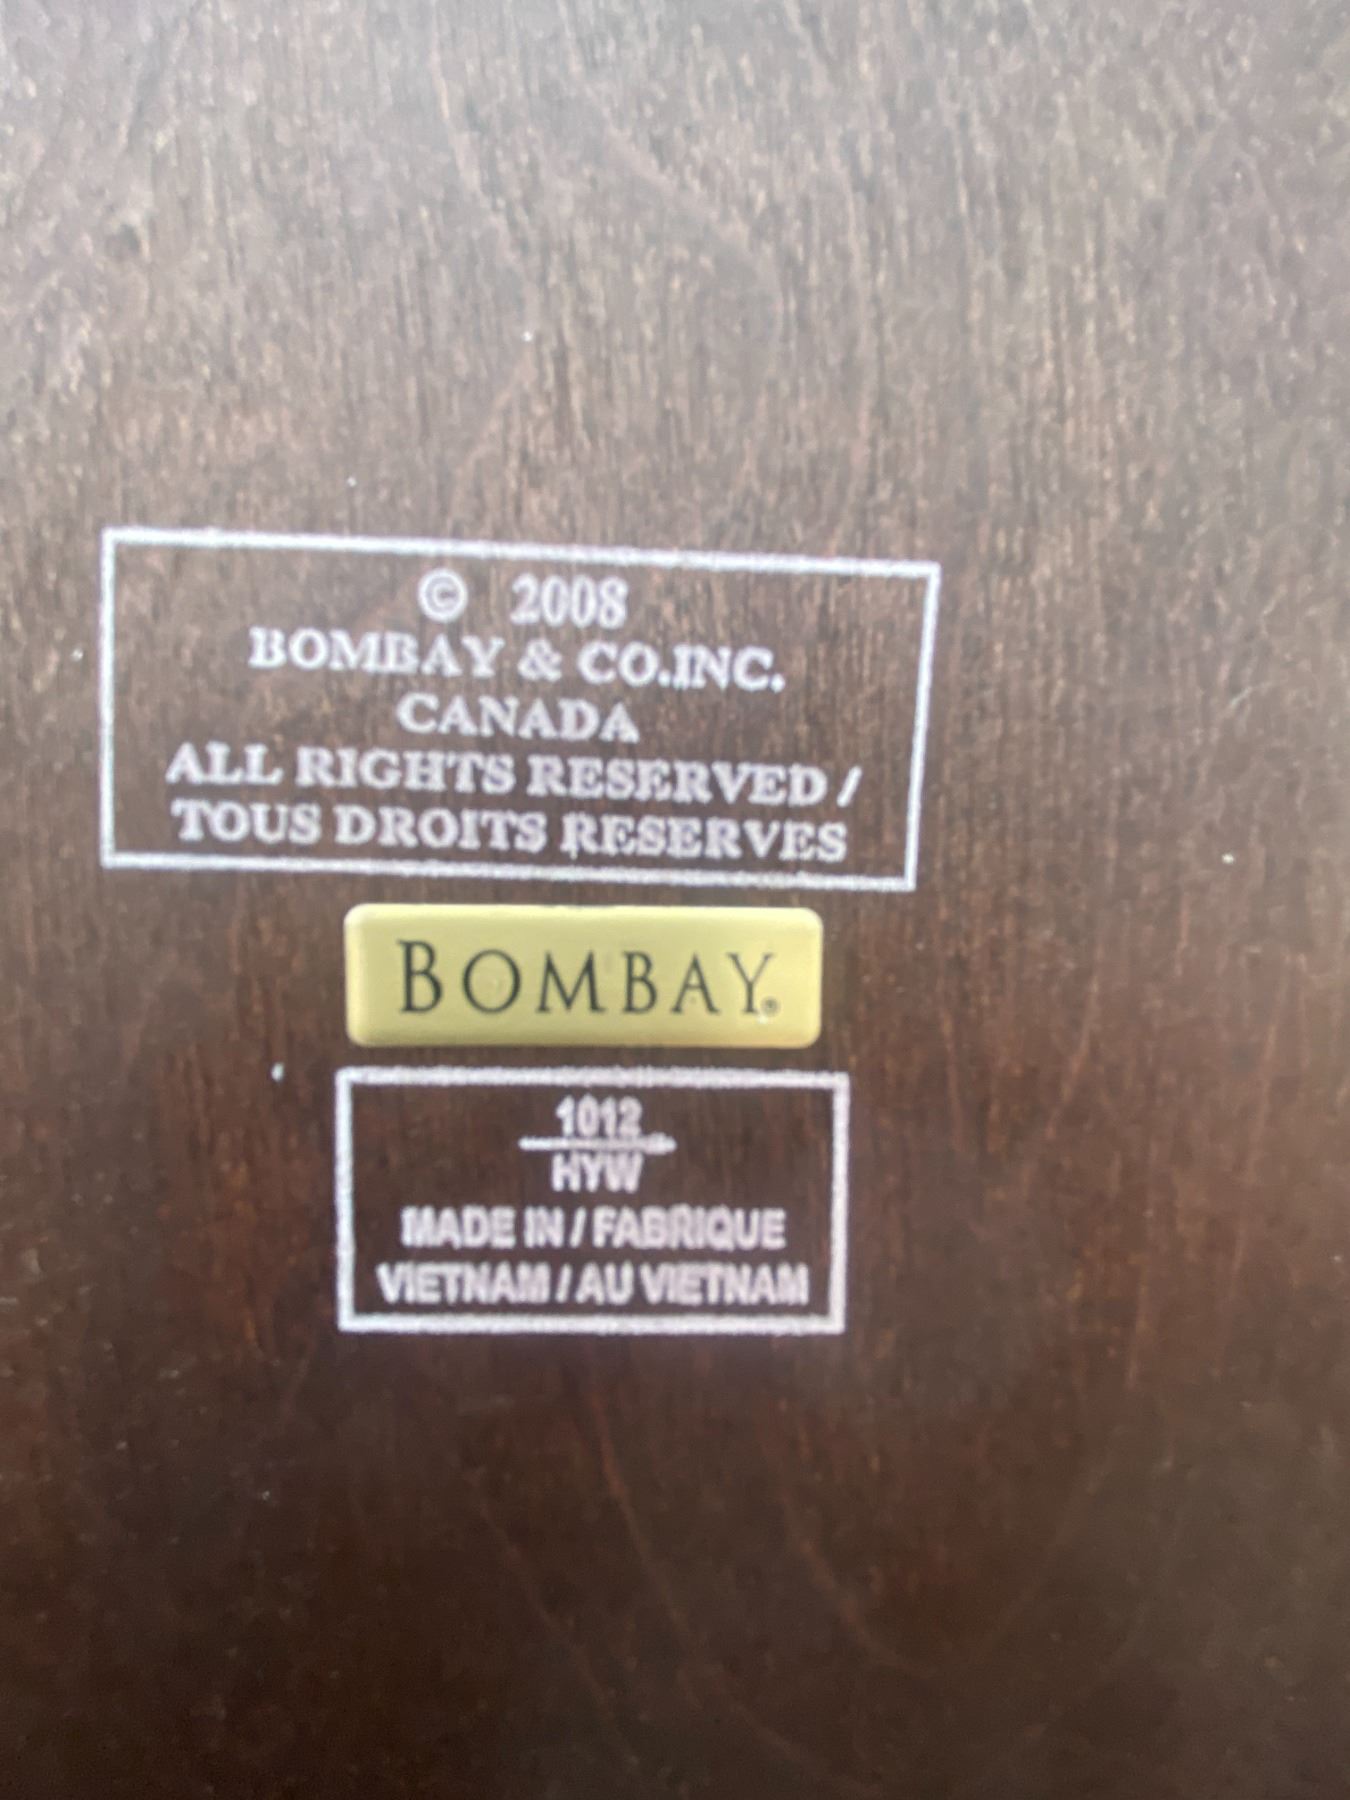 © 2008
BOMBAY & CO.INC.
CANADA
ALL RIGHTS RESERVED /
TOUS DROITS RESERVES
BOMBAY®
1012
HYW
MADE IN / FABRIQUE
VIETNAM / AU VIETNAM